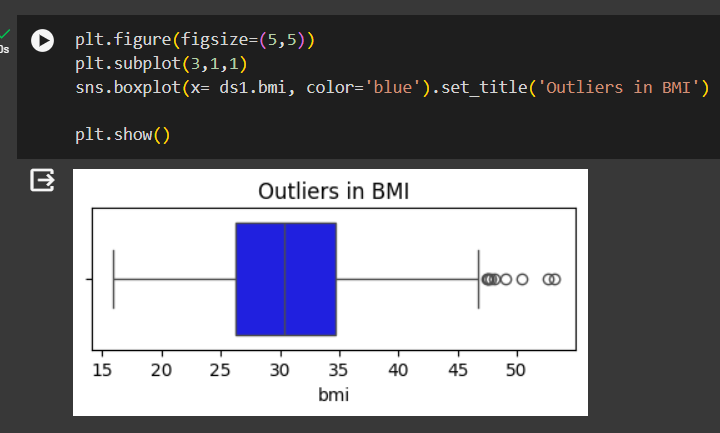 0s
plt.figure(figsize=(5,5))
plt.subplot(3,1,1)
sns.boxplot(x= ds1.bmi, color='blue').set_title('Outliers in BMI')
plt.show()
Outliers in BMI
15 20 25 30 35 40 45 50
bmi